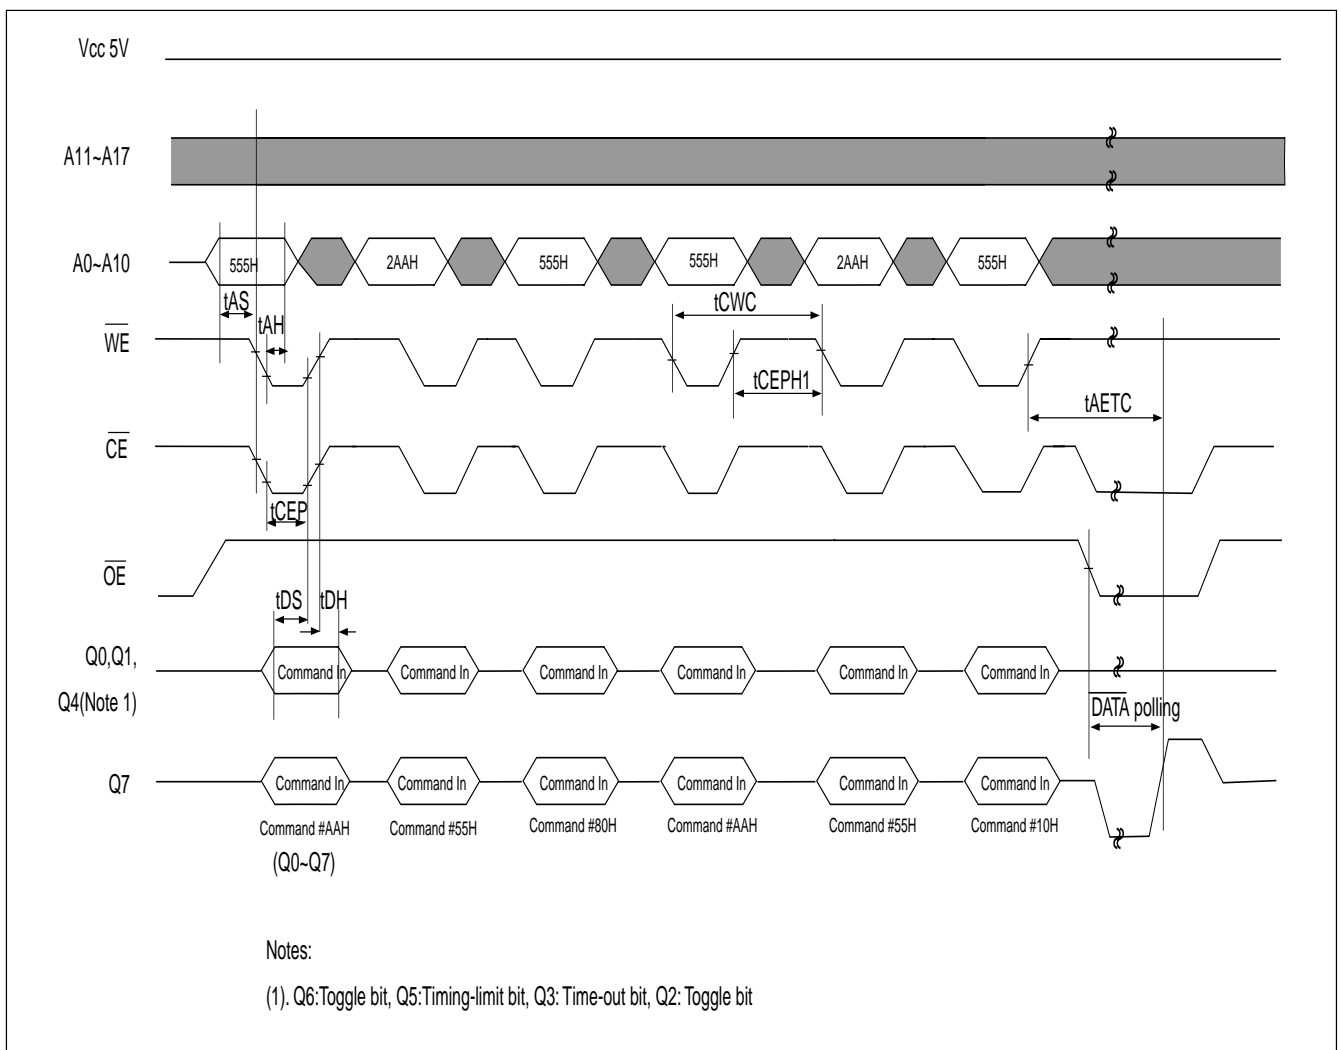 Vcc 5V
A11~A17
A0~A10
555H 2AAH 555H 555H 2AAH 555H
tAS
tAH
tCWC
WE
tCEPH1
tAETC
CE
tCEP
OE
tDS tDH
Q0,Q1,
Command In Command In Command In Command In Command In Command In
Q4(Note 1)
DATA polling
Q7
Command In Command In Command In Command In Command In Command In
Command #AAH Command #55H Command #80H Command #AAH Command #55H Command #10H
(Q0~Q7)
Notes:
(1). Q6:Toggle bit, Q5:Timing-limit bit, Q3: Time-out bit, Q2: Toggle bit